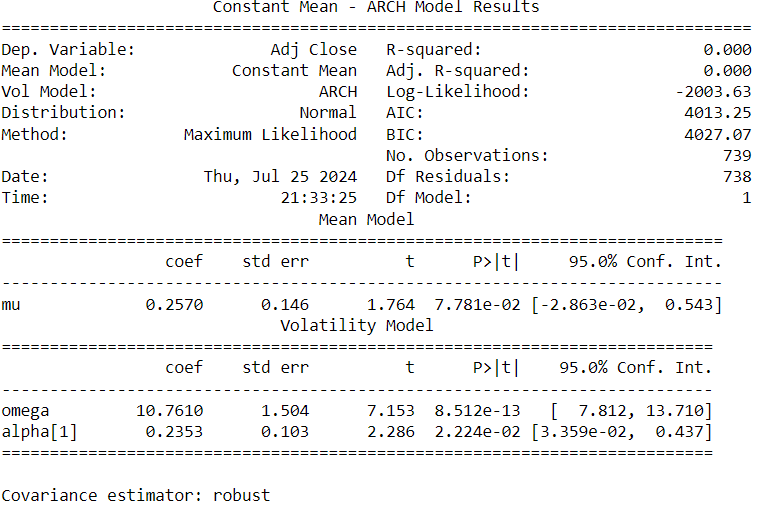 Constant Mean - ARCH Model Results
==============================================================================
Dep. Variable: Adj Close R-squared: 0.000
Mean Model: Constant Mean Adj. R-squared: 0.000
Vol Model: ARCH Log-Likelihood: -2003.63
Distribution: Normal AIC: 4013.25
Method: Maximum Likelihood BIC: 4027.07
No. Observations: 739
Date: Thu, Jul 25 2024 Df Residuals: 738
Time: 21:33:25 Df Model: 1
Mean Model
===========================================================================
coef std err t P>|t| 95.0% Conf. Int.
---------------------------------------------------------------------------
mu 0.2570 0.146 1.764 7.781e-02 [-2.863e-02, 0.543]
Volatility Model
==========================================================================
coef std err t P>|t| 95.0% Conf. Int.
--------------------------------------------------------------------------
omega 10.7610 1.504 7.153 8.512e-13 [ 7.812, 13.710]
alpha[1] 0.2353 0.103 2.286 2.224e-02 [3.359e-02, 0.437]
==========================================================================
Covariance estimator: robust